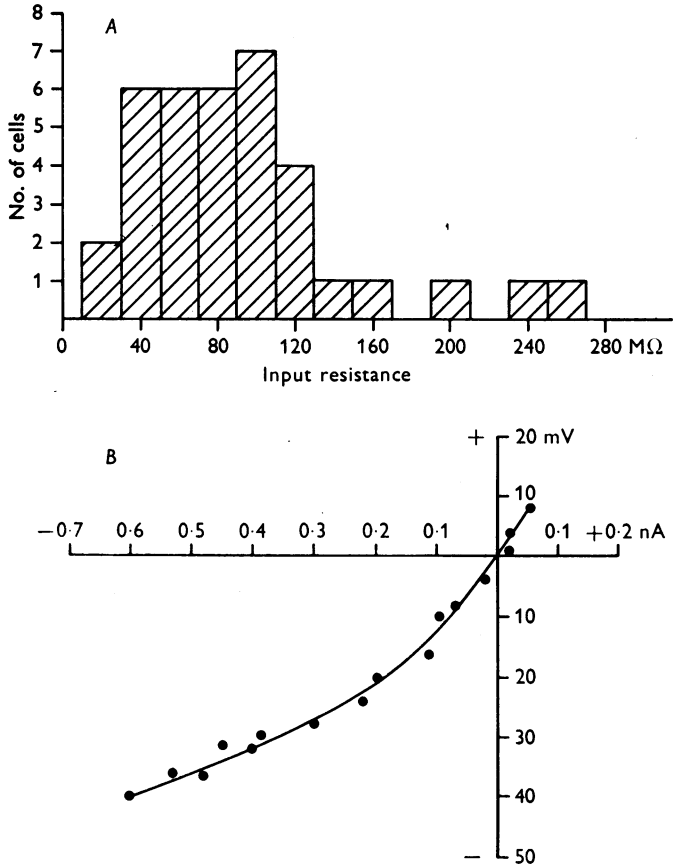 A
8
7
6
5
4
3
2
1
No. of cells
0 40 80 120 160 200 240 280 MΩ
Input resistance
B
+ 20 mV
10
−0·7 0·6 0·5 0·4 0·3 0·2 0·1 0·1 +0·2 nA
10
20
30
40
− 50